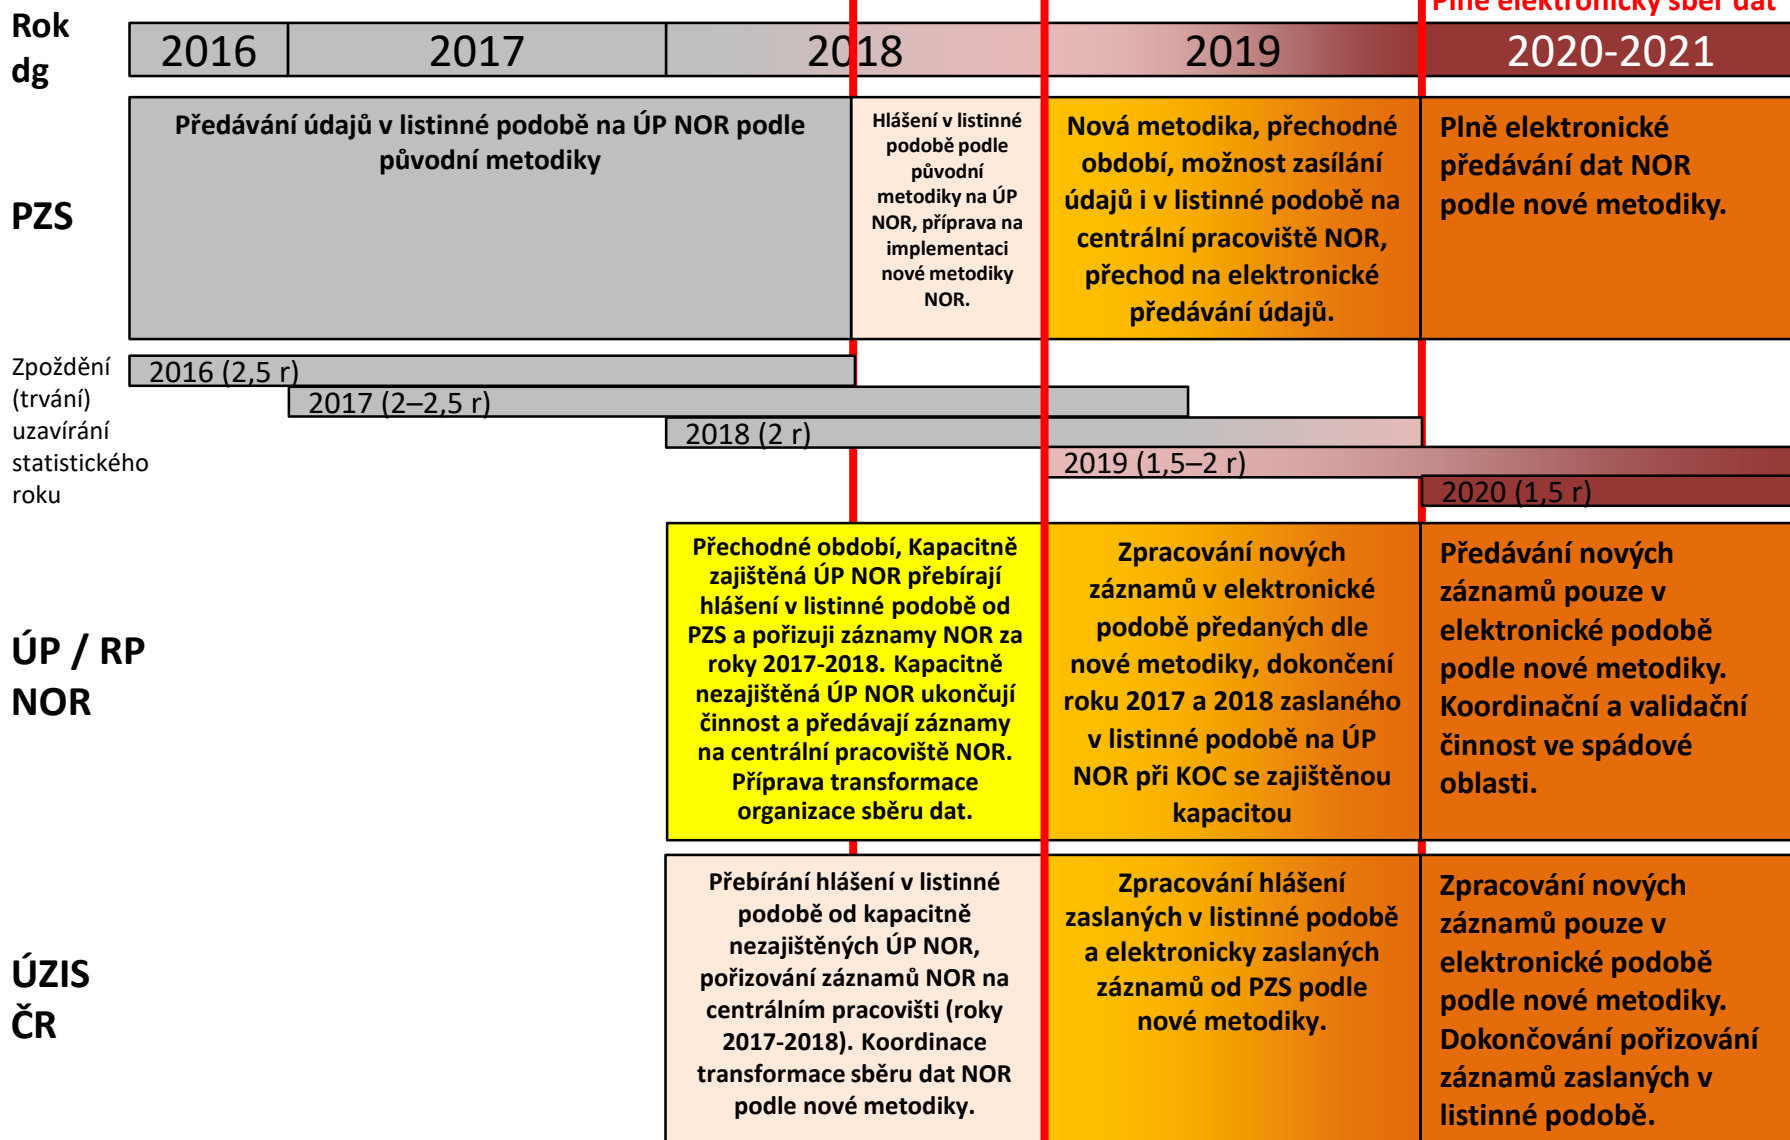 Plně elektronický sběr dat
Rok
dg
2016
2017
2018
2019
2020-2021
PZS
Předávání údajů v listinné podobě na ÚP NOR podle
původní metodiky
Hlášení v listinné
podobě podle
původní
metodiky na ÚP
NOR, příprava na
implementaci
nové metodiky
NOR.
Nová metodika, přechodné
období, možnost zasílání
údajů i v listinné podobě na
centrální pracoviště NOR,
přechod na elektronické
předávání údajů.
Plně elektronické
předávání dat NOR
podle nové metodiky.
Zpoždění
(trvání)
uzavírání
statistického
roku
2016 (2,5 r)
2017 (2–2,5 r)
2018 (2 r)
2019 (1,5–2 r)
2020 (1,5 r)
ÚP / RP
NOR
Přechodné období, Kapacitně
zajištěná ÚP NOR přebírají
hlášení v listinné podobě od
PZS a pořizuji záznamy NOR za
roky 2017-2018. Kapacitně
nezajištěná ÚP NOR ukončují
činnost a předávají záznamy
na centrální pracoviště NOR.
Příprava transformace
organizace sběru dat.
Zpracování nových
záznamů v elektronické
podobě předaných dle
nové metodiky, dokončení
roku 2017 a 2018 zaslaného
v listinné podobě na ÚP
NOR při KOC se zajištěnou
kapacitou
Předávání nových
záznamů pouze v
elektronické podobě
podle nové metodiky.
Koordinační a validační
činnost ve spádové
oblasti.
ÚZIS
ČR
Přebírání hlášení v listinné
podobě od kapacitně
nezajištěných ÚP NOR,
pořizování záznamů NOR na
centrálním pracovišti (roky
2017-2018). Koordinace
transformace sběru dat NOR
podle nové metodiky.
Zpracování hlášení
zaslaných v listinné podobě
a elektronicky zaslaných
záznamů od PZS podle
nové metodiky.
Zpracování nových
záznamů pouze v
elektronické podobě
podle nové metodiky.
Dokončování pořizování
záznamů zaslaných v
listinné podobě.